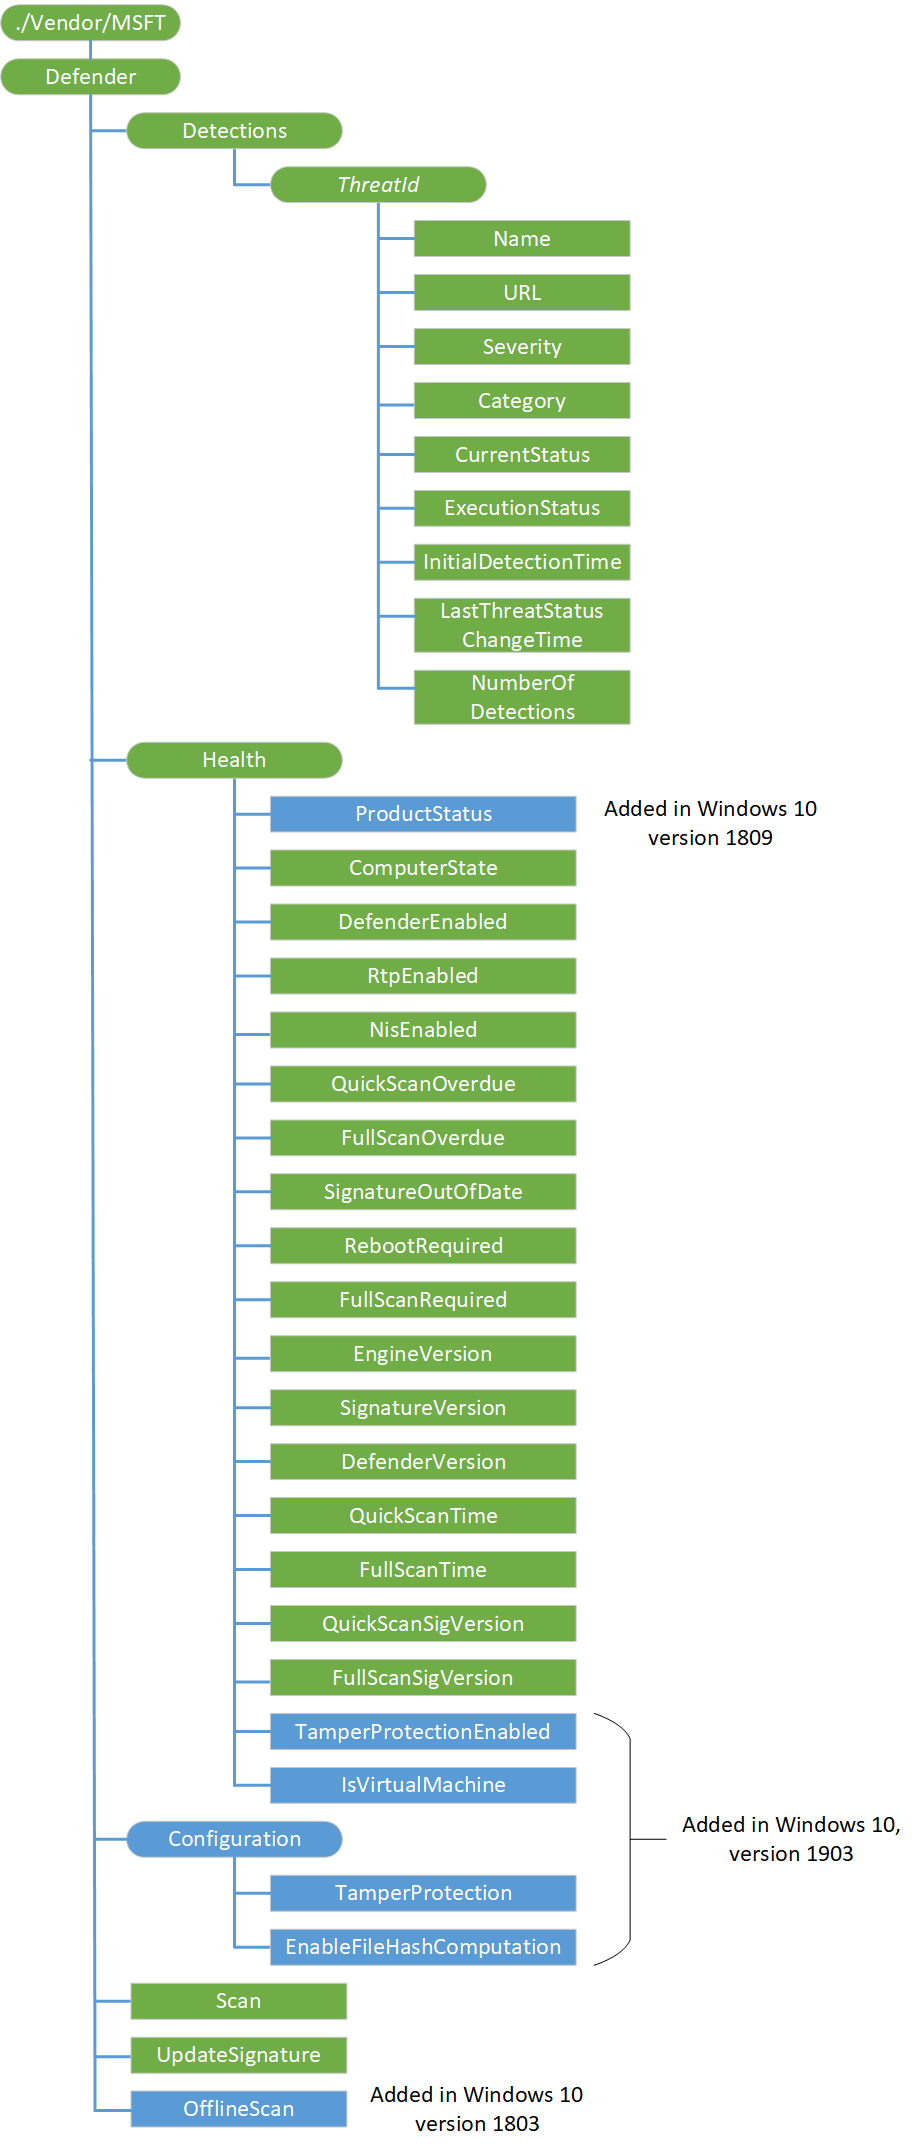 ./Vendor/MSFT
Defender
Detections
ThreatId
Name
URL
Severity
Category
CurrentStatus
ExecutionStatus
InitialDetectionTime
LastThreatStatus
ChangeTime
NumberOf
Detections
Health
ProductStatus
Added in Windows 10
version 1809
ComputerState
DefenderEnabled
RtpEnabled
NisEnabled
QuickScanOverdue
FullScanOverdue
SignatureOutOfDate
RebootRequired
FullScanRequired
EngineVersion
SignatureVersion
DefenderVersion
QuickScanTime
FullScanTime
QuickScanSigVersion
FullScanSigVersion
TamperProtectionEnabled
IsVirtualMachine
Added in Windows 10,
version 1903
Configuration
TamperProtection
EnableFileHashComputation
Scan
UpdateSignature
OfflineScan
Added in Windows 10
version 1803